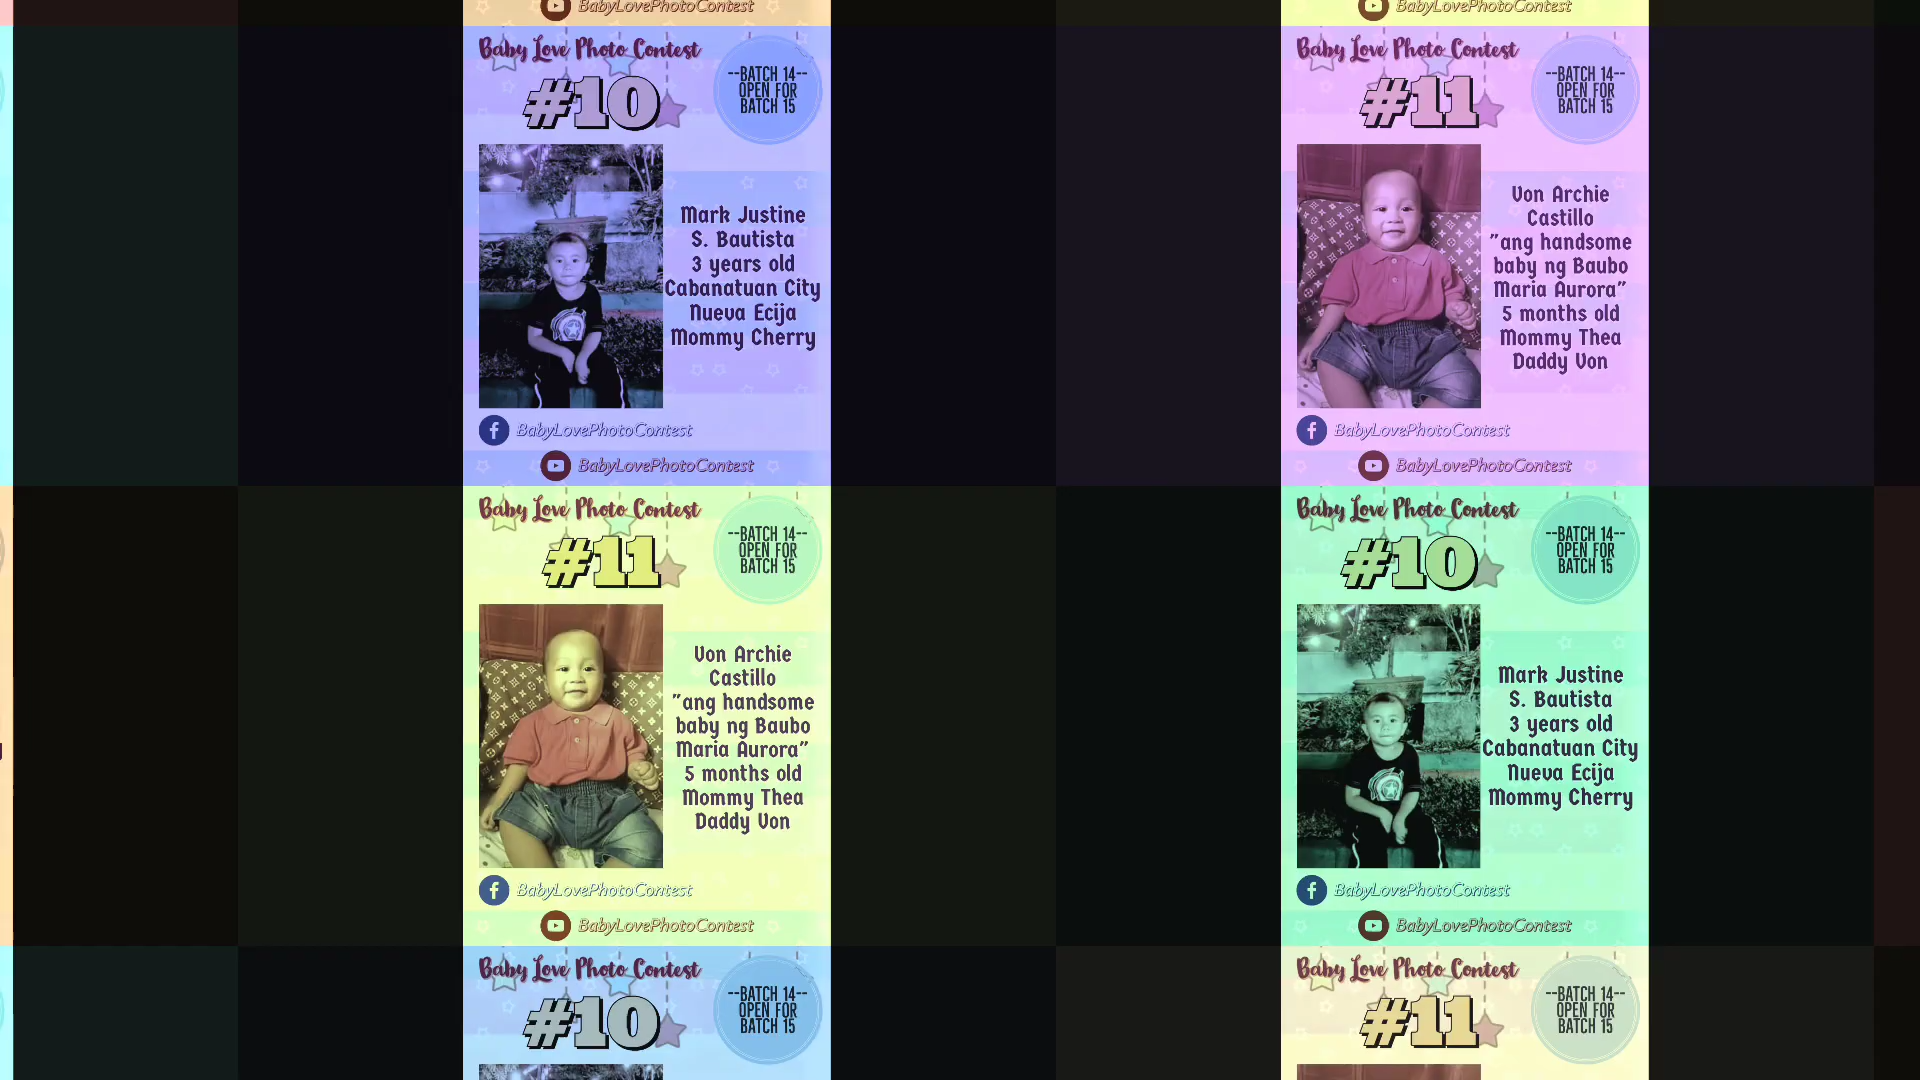 BabyLovePhotoContest
BabyLovePhotoContest
Baby Love Photo Contest
#10
--BATCH 14--
OPEN FOR
BATCH 15
Mark Justine
S. Bautista
3 years old
Cabanatuan City
Nueva Ecija
Mommy Cherry
BabyLovePhotoContest
BabyLovePhotoContest
Baby Love Photo Contest
#11
--BATCH 14--
OPEN FOR
BATCH 15
Von Archie
Castillo
"ang handsome
baby ng Baubo
Maria Aurora"
5 months old
Mommy Thea
Daddy Von
BabyLovePhotoContest
BabyLovePhotoContest
Baby Love Photo Contest
#11
--BATCH 14--
OPEN FOR
BATCH 15
Von Archie
Castillo
"ang handsome
baby ng Baubo
Maria Aurora"
5 months old
Mommy Thea
Daddy Von
BabyLovePhotoContest
BabyLovePhotoContest
Baby Love Photo Contest
#10
--BATCH 14--
OPEN FOR
BATCH 15
Mark Justine
S. Bautista
3 years old
Cabanatuan City
Nueva Ecija
Mommy Cherry
BabyLovePhotoContest
BabyLovePhotoContest
Baby Love Photo Contest
#10
--BATCH 14--
OPEN FOR
BATCH 15
Baby Love Photo Contest
#11
--BATCH 14--
OPEN FOR
BATCH 15